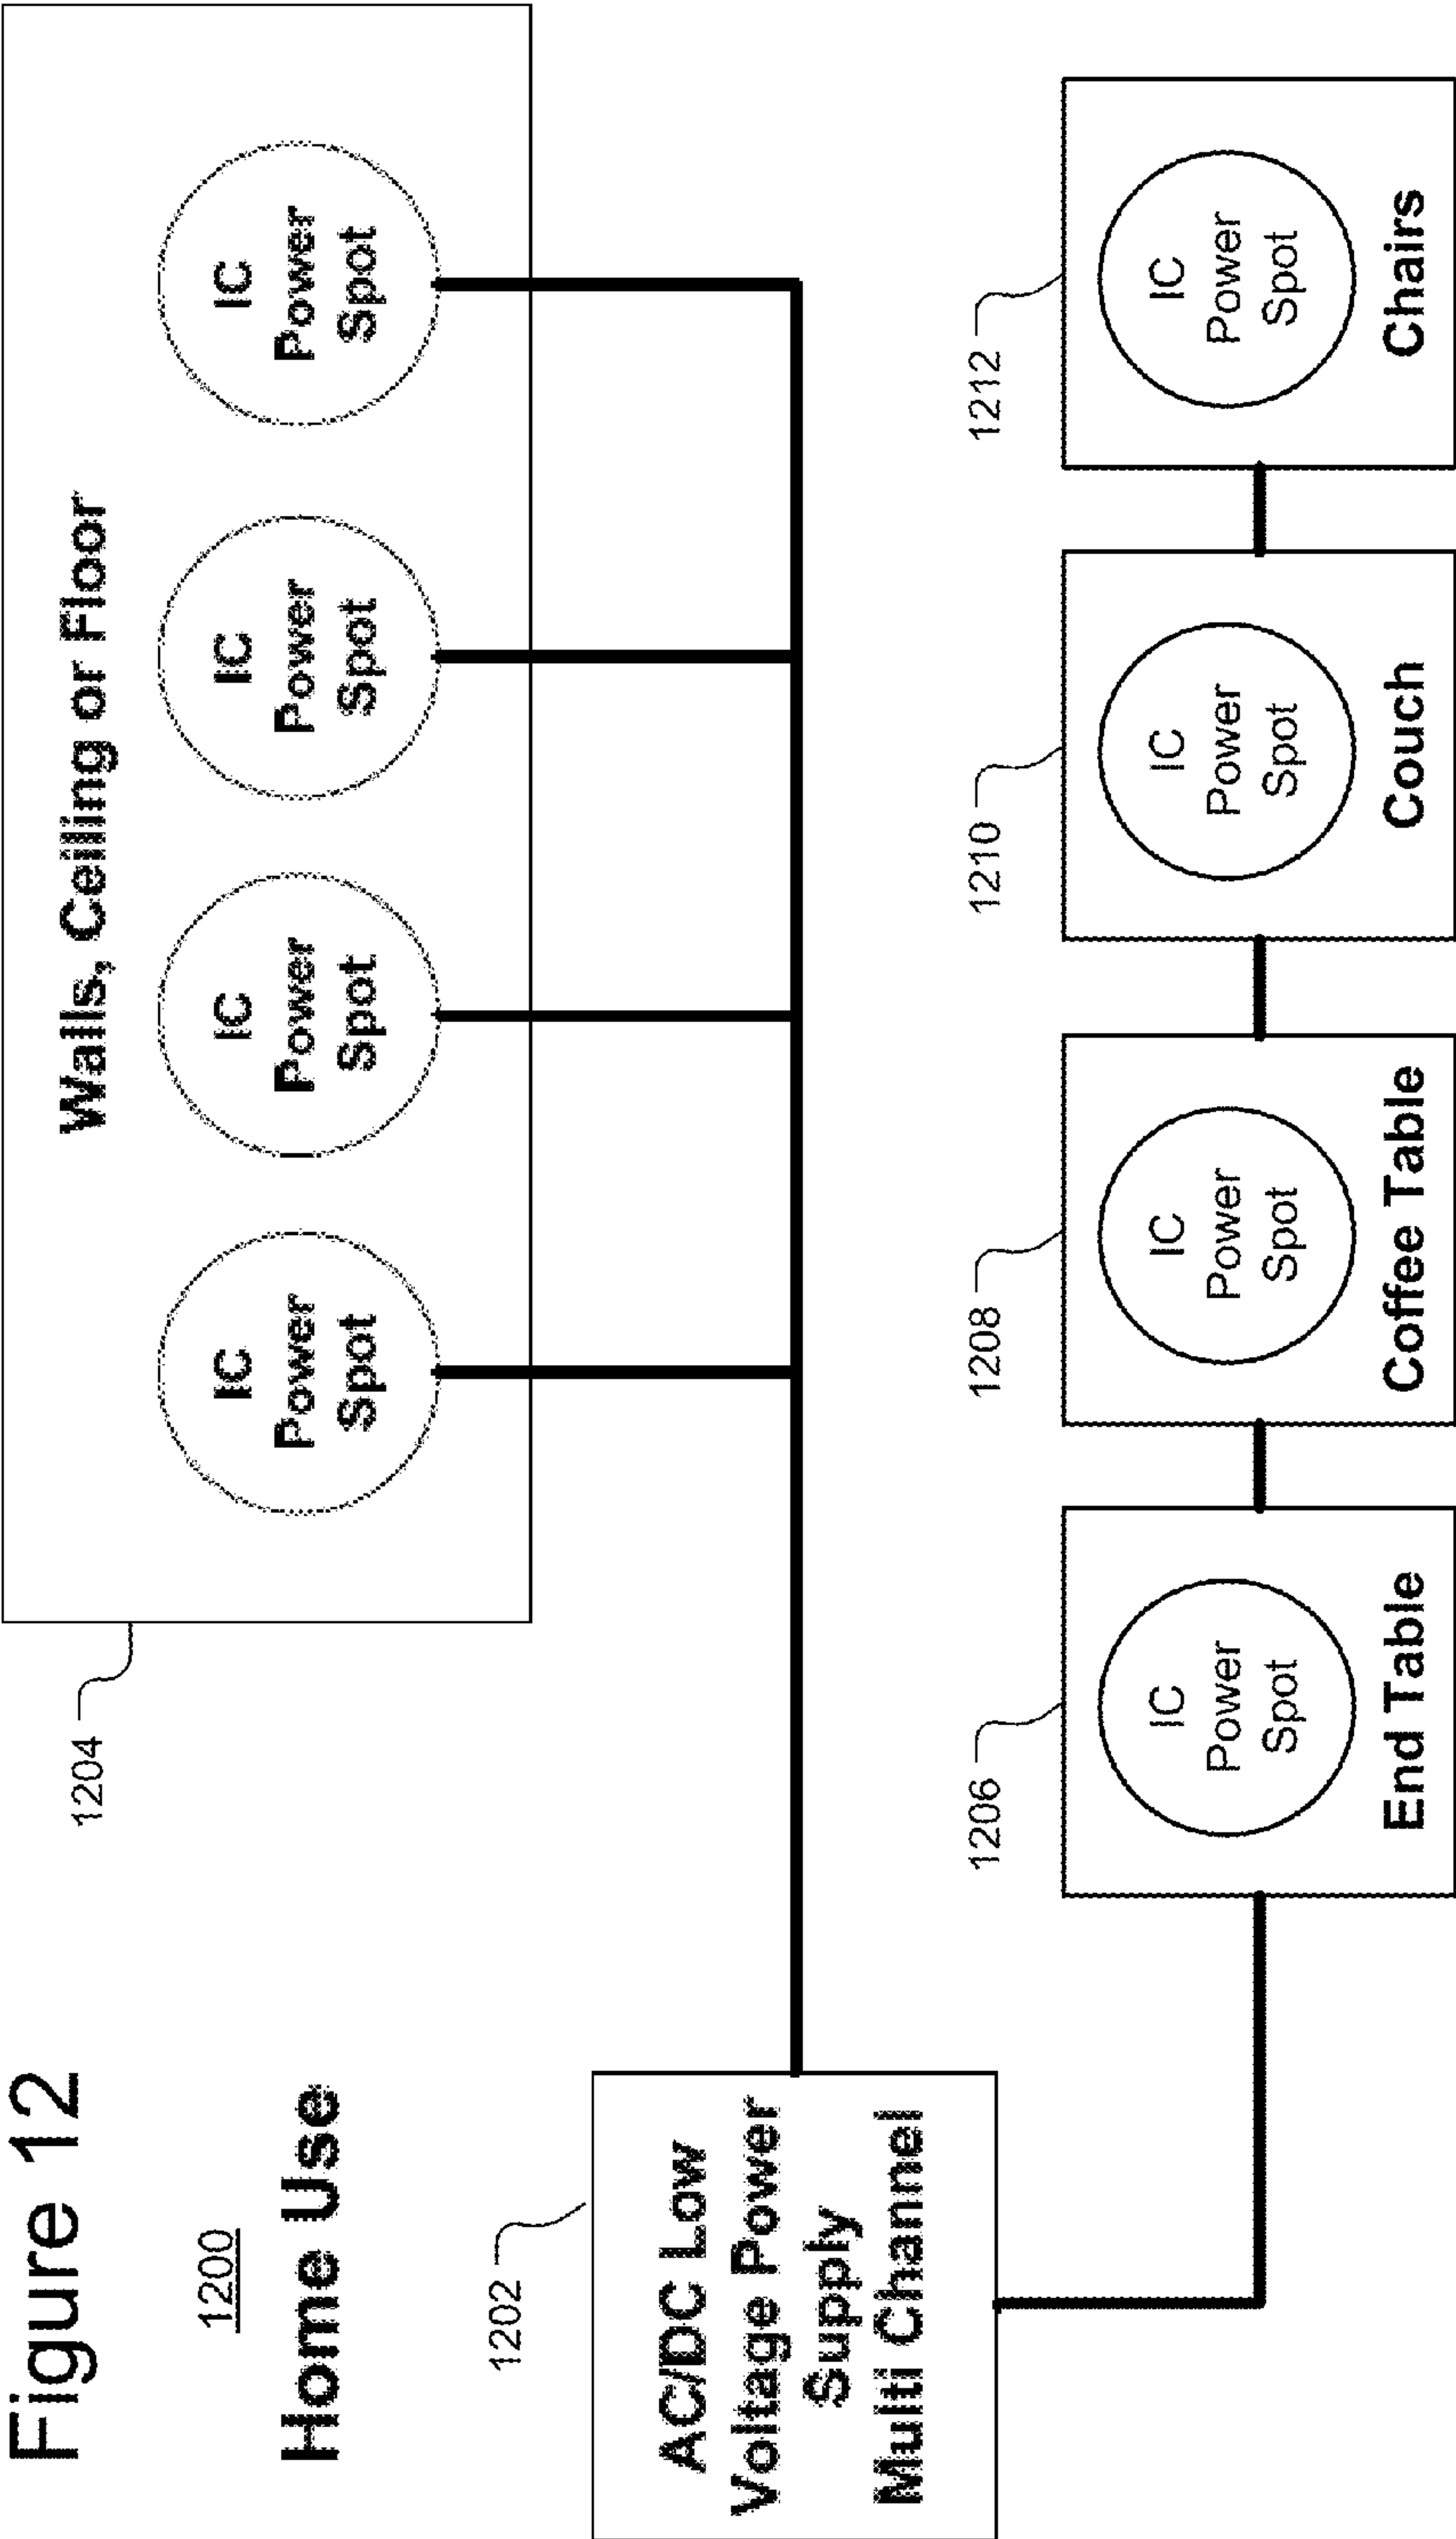 Figure 12
1200
Home Use
1204
Walls, Ceiling or Floor
IC
Power
Spot
IC
Power
Spot
IC
Power
Spot
IC
Power
Spot
1202
AC/DC Low
Voltage Power
Supply
Multi Channel
1206
IC
Power
Spot
End Table
1208
IC
Power
Spot
Coffee Table
1210
IC
Power
Spot
Couch
1212
IC
Power
Spot
Chairs